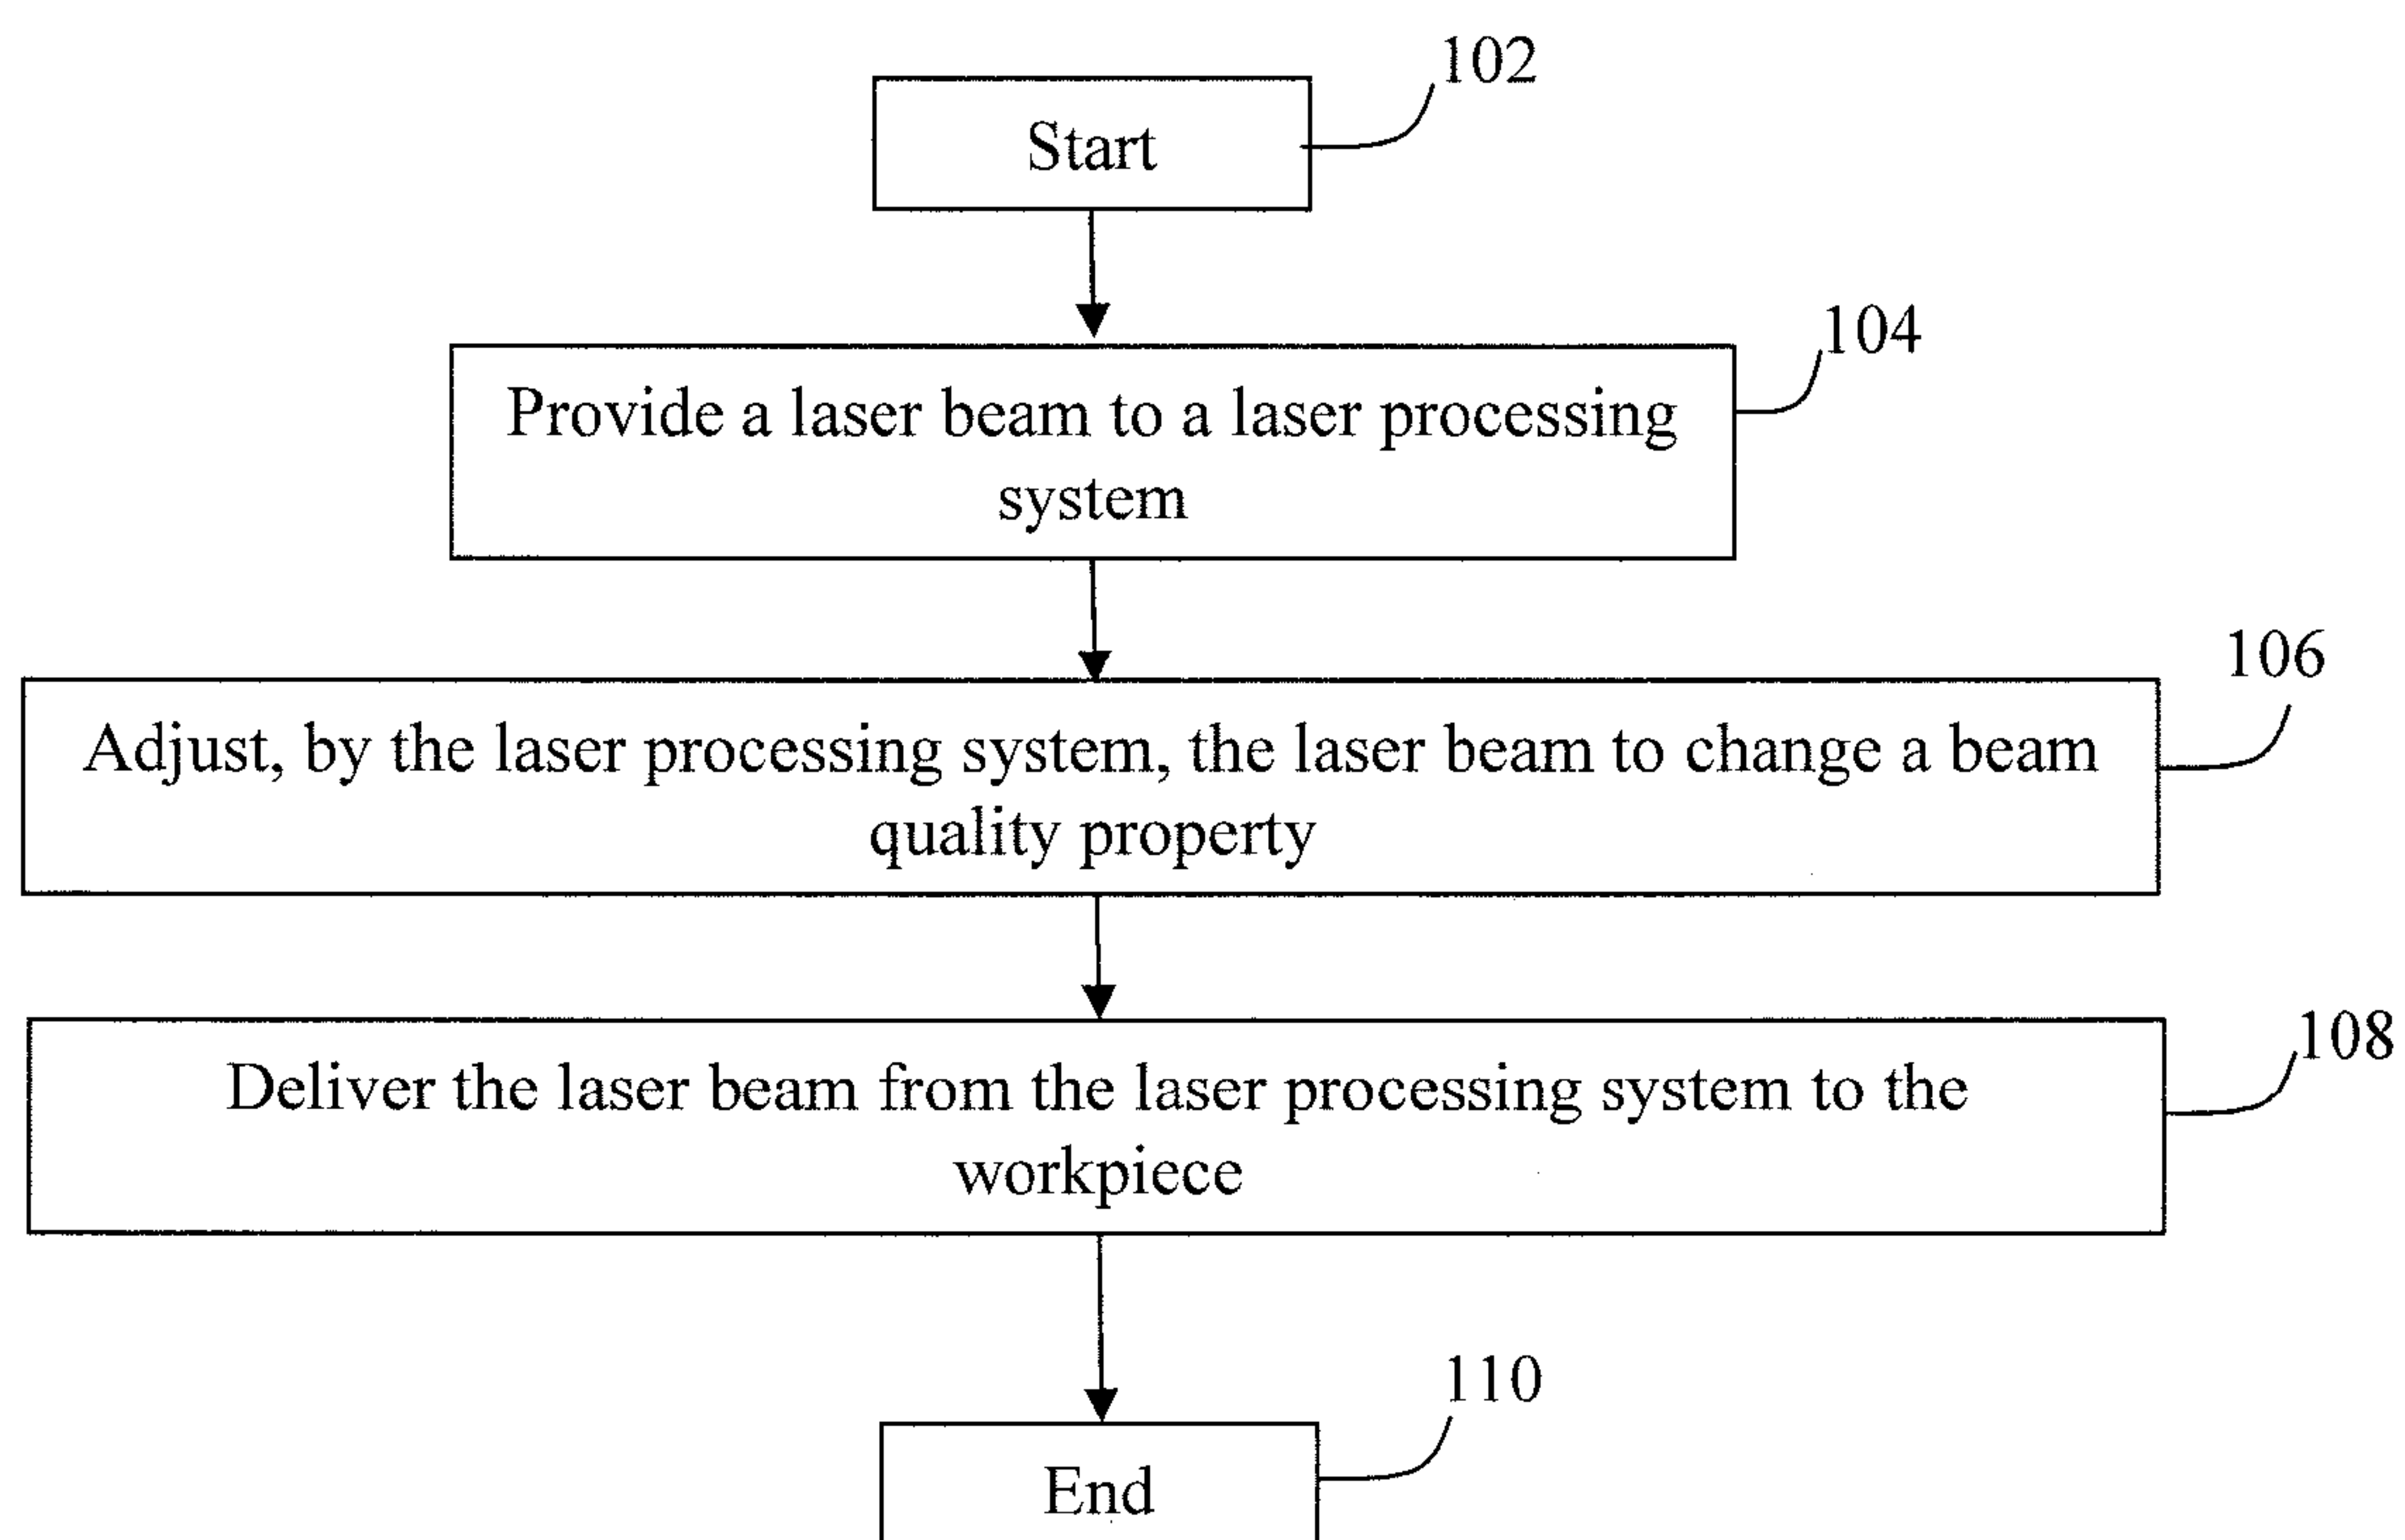 102
Start
104
Provide a laser beam to a laser processing
system
106
Adjust, by the laser processing system, the laser beam to change a beam
quality property
108
Deliver the laser beam from the laser processing system to the
workpiece
110
End